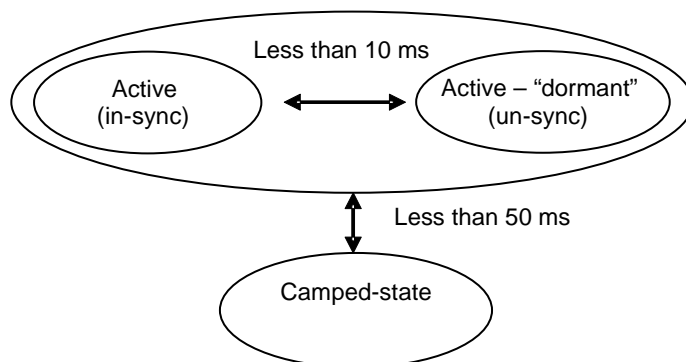 Less than 10 ms
Active
(in-sync)
Active – “dormant”
(un-sync)
Less than 50 ms
Camped-state